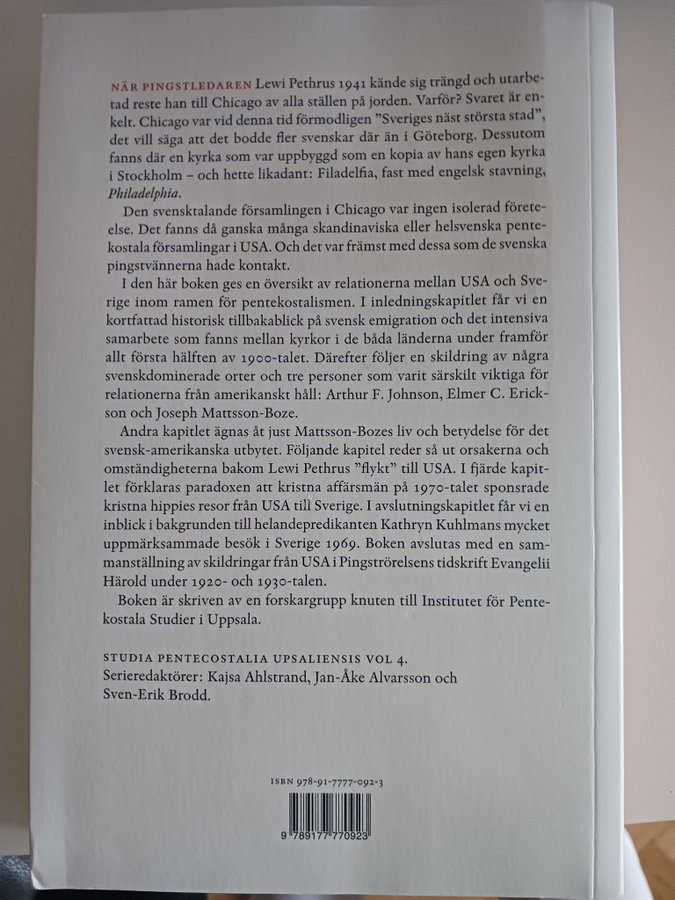 NÄR PINGSTLEDAREN Lewi Pethrus 1941 kände sig trängd och utarbe-
tad reste han till Chicago av alla ställen på jorden. Varför? Svaret är en-
kelt. Chicago var vid denna tid förmodligen ”Sveriges näst största stad”,
det vill säga att det bodde fler svenskar där än i Göteborg. Dessutom
fanns där en kyrka som var uppbyggd som en kopia av hans egen kyrka
i Stockholm – och hette likadant: Filadelfia, fast med engelsk stavning,
Philadelphia.
Den svensktalande församlingen i Chicago var ingen isolerad förete-
else. Det fanns då ganska många skandinaviska eller helsvenska pente-
kostala församlingar i USA. Och det var främst med dessa som de svenska
pingstvännerna hade kontakt.
I den här boken ges en översikt av relationerna mellan USA och Sve-
rige inom ramen för pentekostalismen. I inledningskapitlet får vi en
kortfattad historisk tillbakablick på svensk emigration och det intensiva
samarbete som fanns mellan kyrkor i de båda länderna under framför
allt första hälften av 1900-talet. Därefter följer en skildring av några
svenskdominerade orter och tre personer som varit särskilt viktiga för
relationerna från amerikanskt håll: Arthur F. Johnson, Elmer C. Erick-
son och Joseph Mattsson-Boze.
Andra kapitlet ägnas åt just Mattsson-Bozes liv och betydelse för det
svensk-amerikanska utbytet. Följande kapitel reder så ut orsakerna och
omständigheterna bakom Lewi Pethrus ”flykt” till USA. I fjärde kapit-
let förklaras paradoxen att kristna affärsmän på 1970-talet sponsrade
kristna hippies resor från USA till Sverige. I avslutningskapitlet får vi en
inblick i bakgrunden till helandepredikanten Kathryn Kuhlmans mycket
uppmärksammade besök i Sverige 1969. Boken avslutas med en sam-
manställning av skildringar från USA i Pingströrelsens tidskrift Evangelii
Härold under 1920- och 1930-talen.
Boken är skriven av en forskargrupp knuten till Institutet för Pente-
kostala Studier i Uppsala.
STUDIA PENTECOSTALIA UPSALIENSIS VOL 4.
Serieredaktörer: Kajsa Ahlstrand, Jan-Åke Alvarsson och
Sven-Erik Brodd.
ISBN 978-91-7777-092-3
9 789177 770923